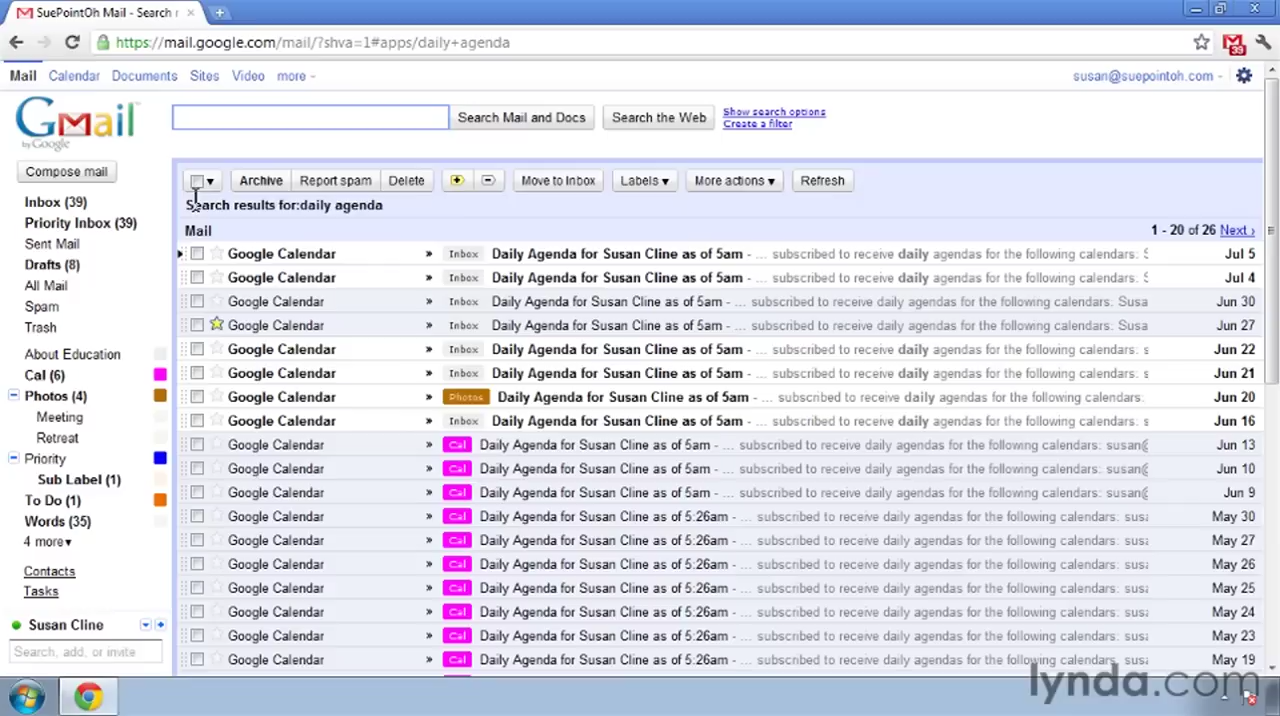 SuePointOh Mail - Search r
https://mail.google.com/mail/?shva=1#apps/daily+agenda
39
Mail Calendar Documents Sites Video more
susan@suepointoh.com
Gmail
by Google
Search Mail and Docs Search the Web
Show search options
Create a filter
Compose mail
Archive Report spam Delete Move to Inbox Labels More actions Refresh
Search results for:daily agenda
Mail
1 - 20 of 26 Next ›
Inbox (39)
Priority Inbox (39)
Sent Mail
Drafts (8)
All Mail
Spam
Trash
About Education
Cal (6)
Photos (4)
Meeting
Retreat
Priority
Sub Label (1)
To Do (1)
Words (35)
4 more
Contacts
Tasks
Susan Cline
Search, add, or invite
Google Calendar » Inbox Daily Agenda for Susan Cline as of 5am - ... subscribed to receive daily agendas for the following calendars: S Jul 5
Google Calendar » Inbox Daily Agenda for Susan Cline as of 5am - ... subscribed to receive daily agendas for the following calendars: S Jul 4
Google Calendar » Inbox Daily Agenda for Susan Cline as of 5am - ... subscribed to receive daily agendas for the following calendars: Susa Jun 30
Google Calendar » Inbox Daily Agenda for Susan Cline as of 5am - ... subscribed to receive daily agendas for the following calendars: Susa Jun 27
Google Calendar » Inbox Daily Agenda for Susan Cline as of 5am - ... subscribed to receive daily agendas for the following calendars: s Jun 22
Google Calendar » Inbox Daily Agenda for Susan Cline as of 5am - ... subscribed to receive daily agendas for the following calendars: s Jun 21
Google Calendar » Photos Daily Agenda for Susan Cline as of 5am - ... subscribed to receive daily agendas for the following calendars: Jun 20
Google Calendar » Inbox Daily Agenda for Susan Cline as of 5am - ... subscribed to receive daily agendas for the following calendars: s Jun 16
Google Calendar » Cal Daily Agenda for Susan Cline as of 5am - ... subscribed to receive daily agendas for the following calendars: susan@ Jun 13
Google Calendar » Cal Daily Agenda for Susan Cline as of 5am - ... subscribed to receive daily agendas for the following calendars: susan@ Jun 10
Google Calendar » Cal Daily Agenda for Susan Cline as of 5am - ... subscribed to receive daily agendas for the following calendars: susan@ Jun 9
Google Calendar » Cal Daily Agenda for Susan Cline as of 5:26am - ... subscribed to receive daily agendas for the following calendars: susa May 30
Google Calendar » Cal Daily Agenda for Susan Cline as of 5:26am - ... subscribed to receive daily agendas for the following calendars: susa May 27
Google Calendar » Cal Daily Agenda for Susan Cline as of 5:26am - ... subscribed to receive daily agendas for the following calendars: susa May 26
Google Calendar » Cal Daily Agenda for Susan Cline as of 5:26am - ... subscribed to receive daily agendas for the following calendars: susa May 25
Google Calendar » Cal Daily Agenda for Susan Cline as of 5:26am - ... subscribed to receive daily agendas for the following calendars: susa May 24
Google Calendar » Cal Daily Agenda for Susan Cline as of 5:26am - ... subscribed to receive daily agendas for the following calendars: susa May 23
Google Calendar » Cal Daily Agenda for Susan Cline as of 5:26am - ... subscribed to receive daily agendas for the following calendars: susa May 19
lynda.com